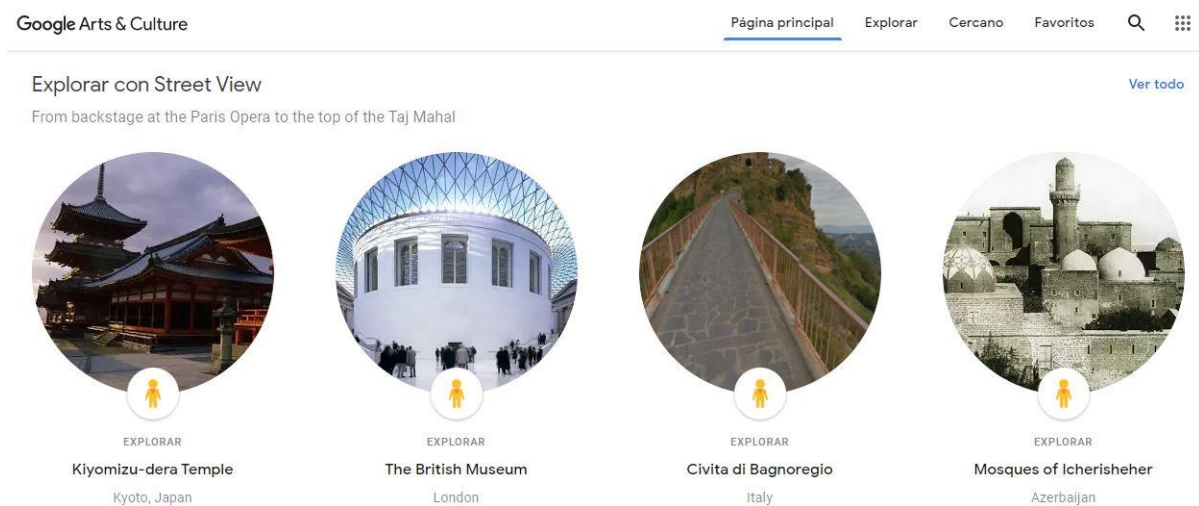 Google Arts & Culture
Página principal Explorar Cercano Favoritos
Explorar con Street View
Ver todo
From backstage at the Paris Opera to the top of the Taj Mahal
EXPLORAR
Kiyomizu-dera Temple
Kyoto, Japan
EXPLORAR
The British Museum
London
EXPLORAR
Civita di Bagnoregio
Italy
EXPLORAR
Mosques of Icherisheher
Azerbaijan